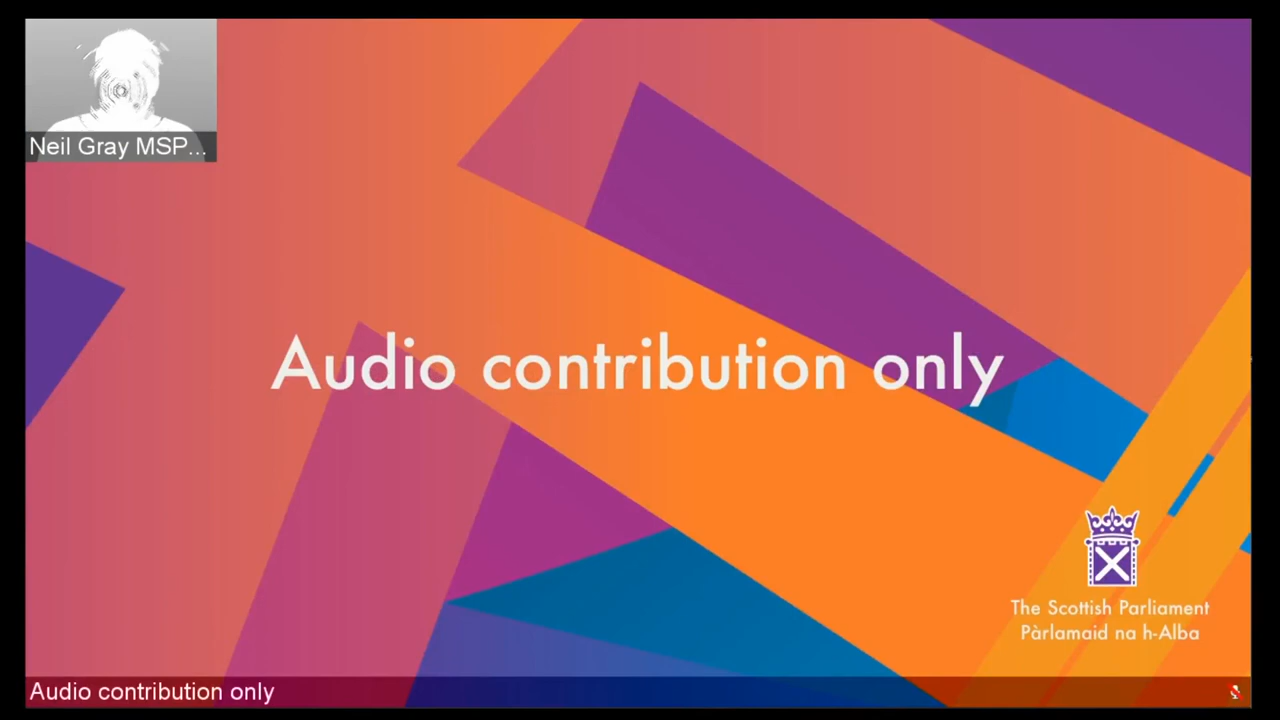 Neil Gray MSP...
Audio contribution only
The Scottish Parliament
Pàrlamaid na h-Alba
Audio contribution only